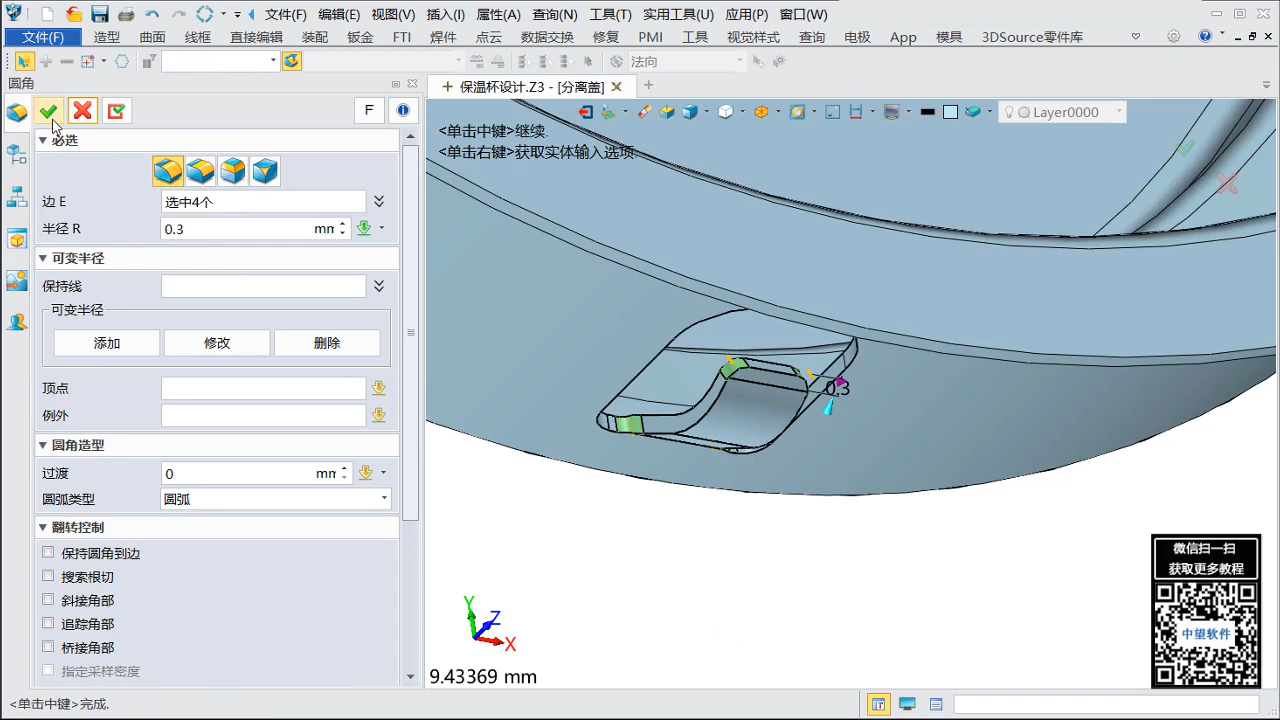 文件(F) 编辑(E) 视图(V) 插入(I) 属性(A) 查询(N) 工具(T) 实用工具(U) 应用(P) 窗口(W)
文件(F) 造型 曲面 线框 直接编辑 装配 钣金 FTI 焊件 点云 数据交换 修复 PMI 工具 视觉样式 查询 电极 App 模具 3DSource零件库
法向
圆角
保温杯设计.Z3 - [分离盖]
F
Layer0000
<单击中键>继续.
<单击右键>获取实体输入选项.
必选
边 E 选中4个
半径 R 0.3 mm
可变半径
保持线
可变半径
添加 修改 删除
顶点
例外
圆角造型
过渡 0 mm
圆弧类型 圆弧
翻转控制
保持圆角到边
搜索根切
斜接角部
追踪角部
桥接角部
指定采样密度
0.3
Y
Z
X
9.43369 mm
微信扫一扫
获取更多教程
中望软件
<单击中键>完成.